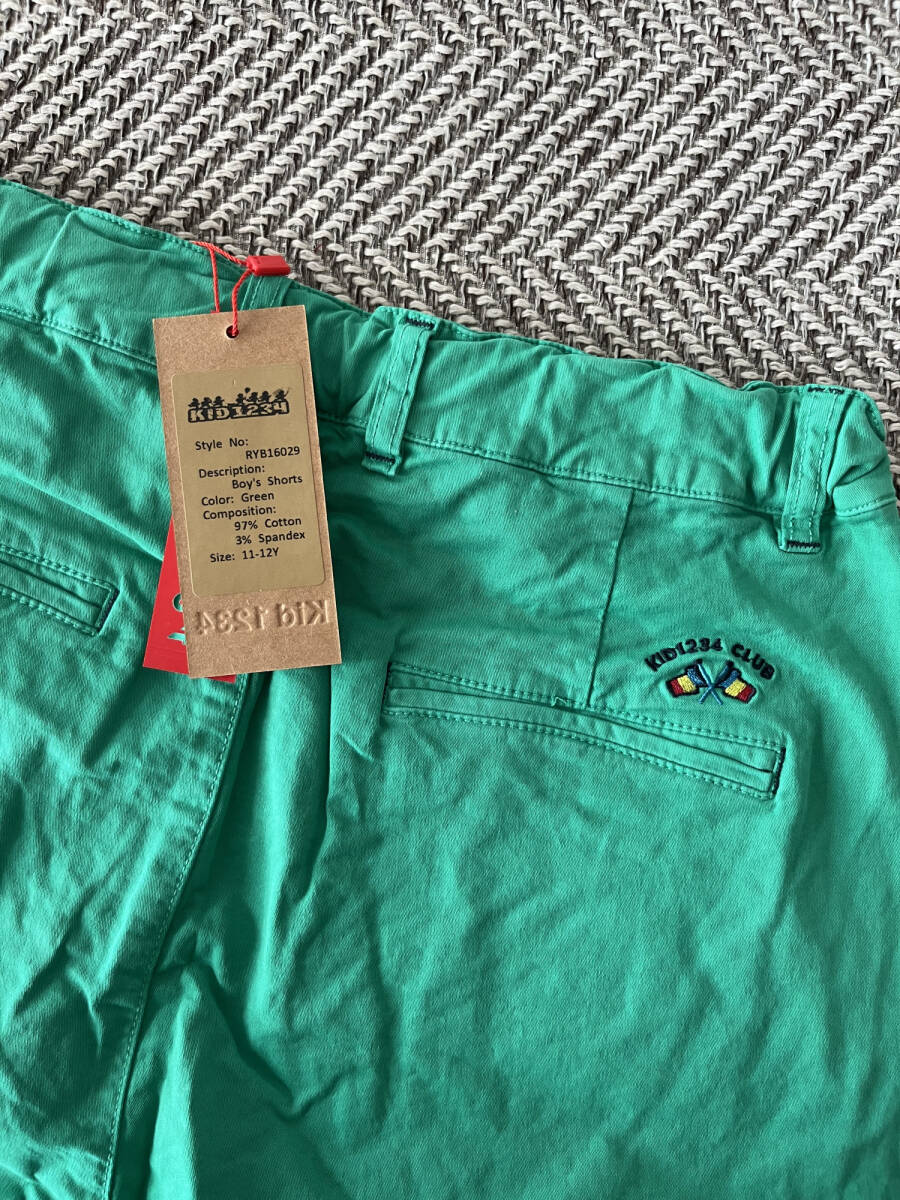 KID1234
Style No:
RYB16029
Description:
Boy's Shorts
Color: Green
Composition:
97% Cotton
3% Spandex
Size: 11-12Y
Kid 1234
KID1234 CLUB